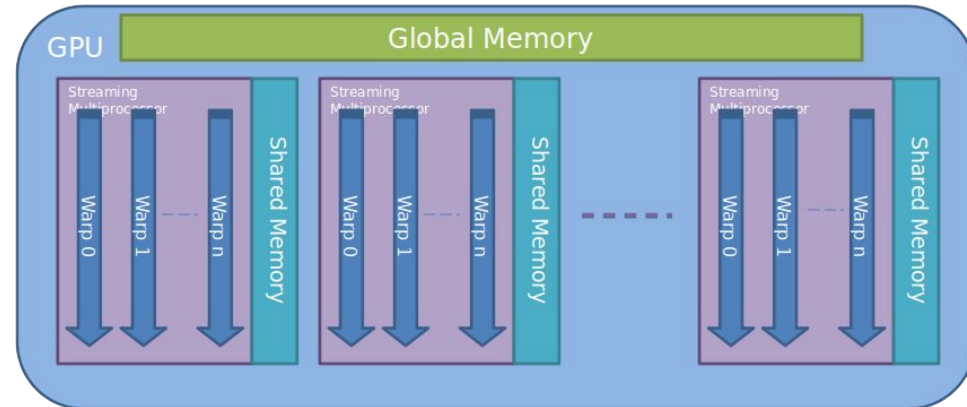 GPU
Global Memory
Streaming
Multiprocessor
Warp 0
Warp 1
Warp n
Shared Memory
Streaming
Multiprocessor
Warp 0
Warp 1
Warp n
Shared Memory
Streaming
Multiprocessor
Warp 0
Warp 1
Warp n
Shared Memory